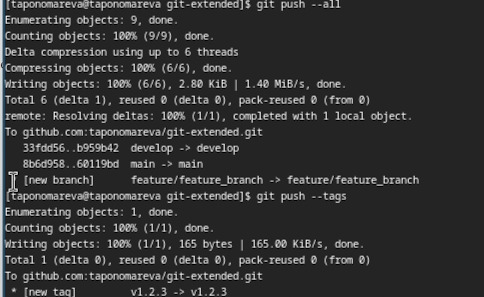 [taponomareva@taponomareva git-extended]$ git push --all
Enumerating objects: 9, done.
Counting objects: 100% (9/9), done.
Delta compression using up to 6 threads
Compressing objects: 100% (6/6), done.
Writing objects: 100% (6/6), 2.80 KiB | 1.40 MiB/s, done.
Total 6 (delta 1), reused 0 (delta 0), pack-reused 0 (from 0)
remote: Resolving deltas: 100% (1/1), completed with 1 local object.
To github.com:taponomareva/git-extended.git
33fdd56..b959b42 develop -> develop
8b6d958..60119bd main -> main
[new branch] feature/feature_branch -> feature/feature_branch
[taponomareva@taponomareva git-extended]$ git push --tags
Enumerating objects: 1, done.
Counting objects: 100% (1/1), done.
Writing objects: 100% (1/1), 165 bytes | 165.00 KiB/s, done.
Total 1 (delta 0), reused 0 (delta 0), pack-reused 0 (from 0)
To github.com:taponomareva/git-extended.git
* [new tag] v1.2.3 -> v1.2.3